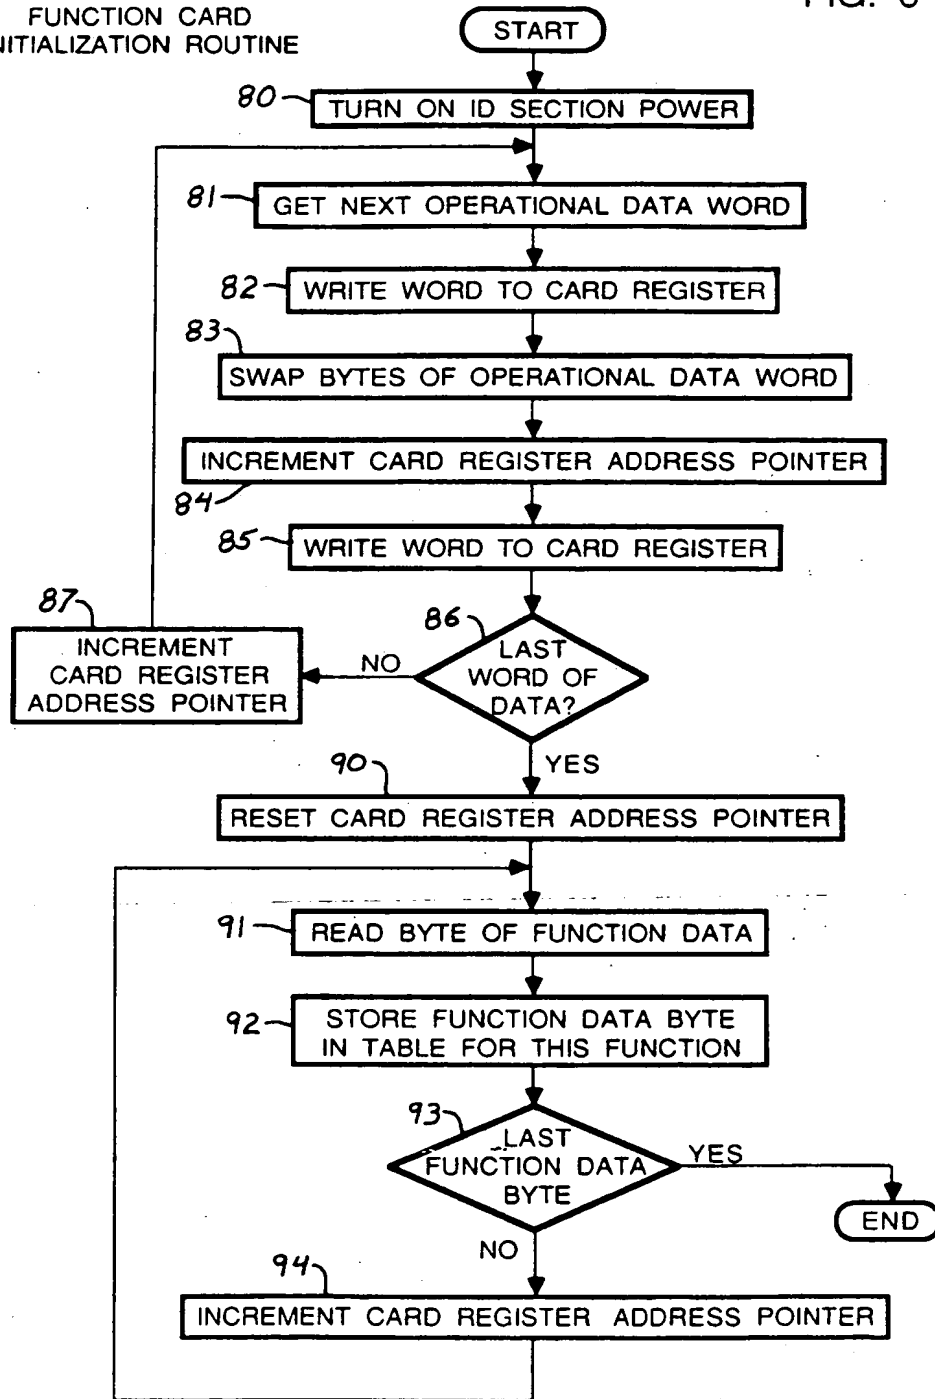 FUNCTION CARD
NITIALIZATION ROUTINE
START
80
TURN ON ID SECTION POWER
81
GET NEXT OPERATIONAL DATA WORD
82
WRITE WORD TO CARD REGISTER
83
SWAP BYTES OF OPERATIONAL DATA WORD
INCREMENT CARD REGISTER ADDRESS POINTER
84
85
WRITE WORD TO CARD REGISTER
87
INCREMENT
CARD REGISTER
ADDRESS POINTER
NO
86
LAST
WORD OF
DATA?
YES
90
RESET CARD REGISTER ADDRESS POINTER
91
READ BYTE OF FUNCTION DATA
92
STORE FUNCTION DATA BYTE
IN TABLE FOR THIS FUNCTION
93
LAST
FUNCTION DATA
BYTE
YES
END
NO
94
INCREMENT CARD REGISTER ADDRESS POINTER